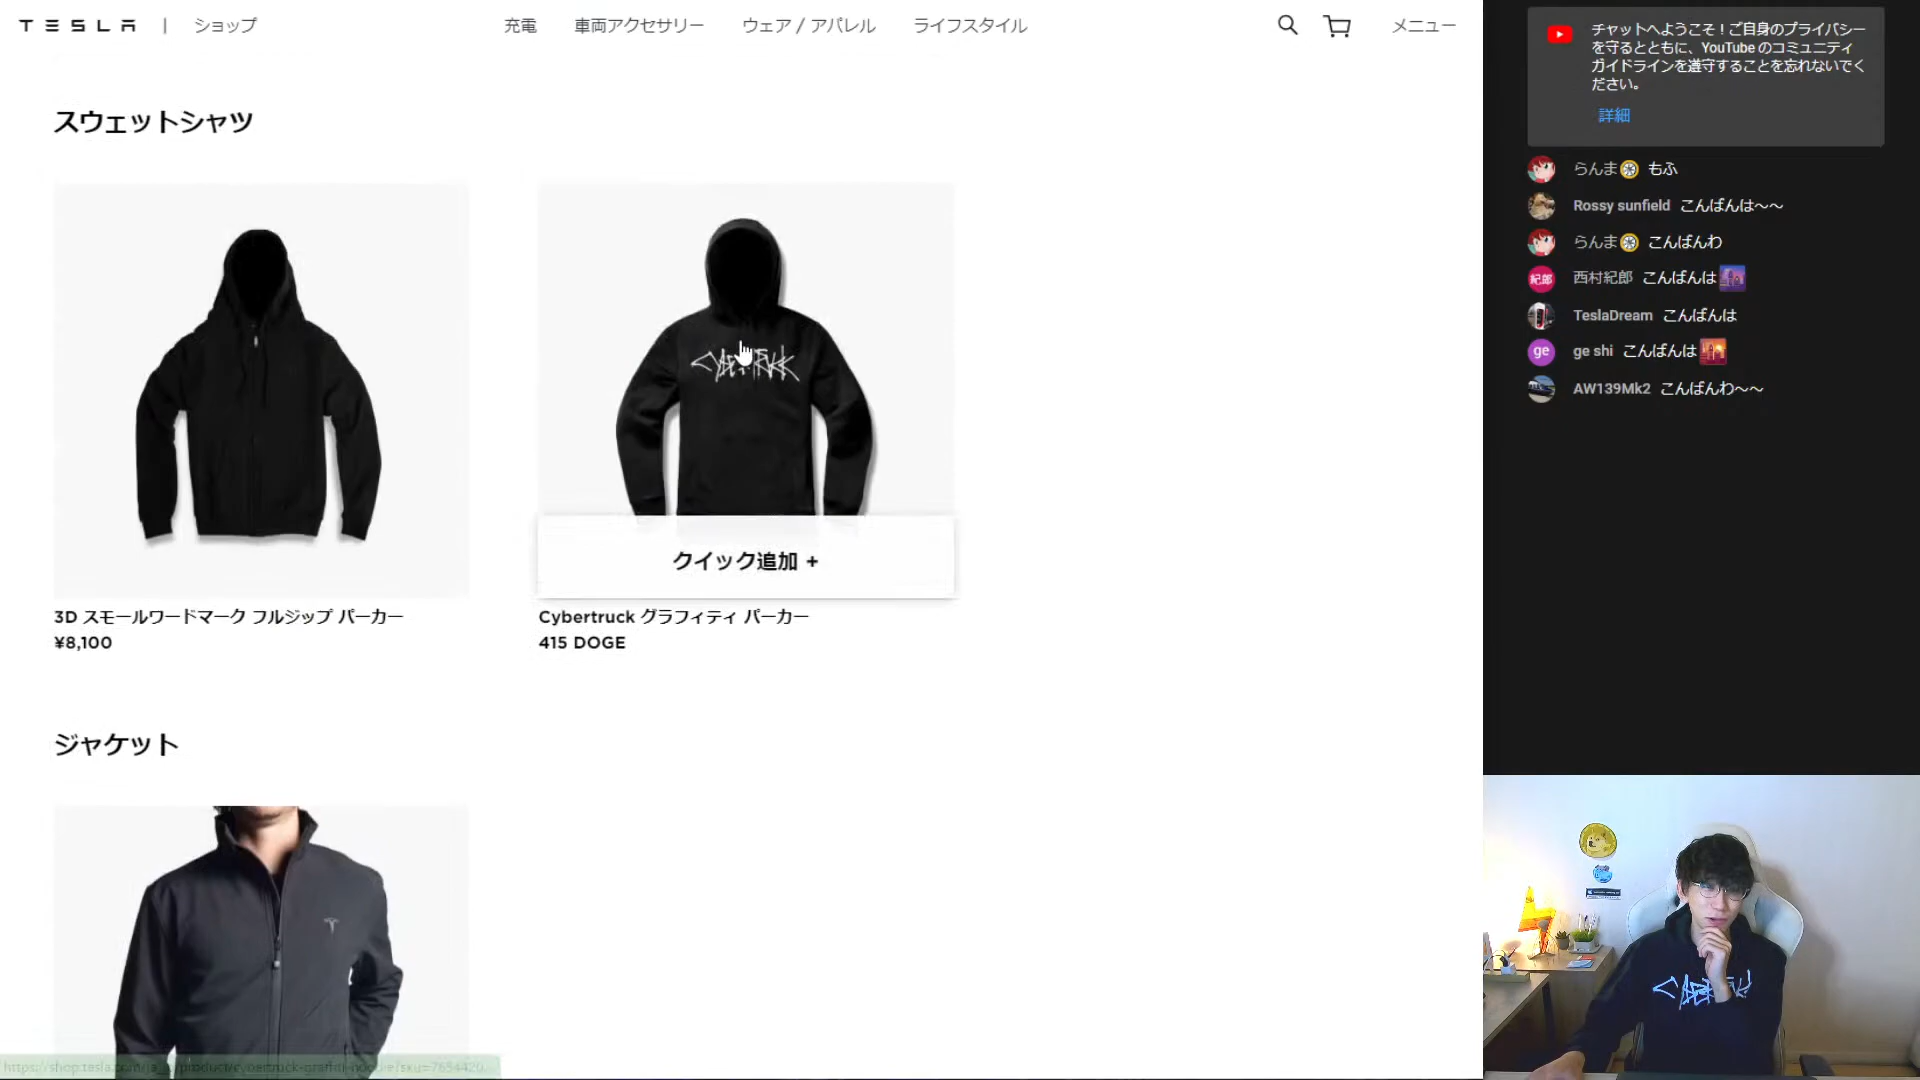 TESLA | ショップ
充電 車両アクセサリー ウェア / アパレル ライフスタイル
メニュー
スウェットシャツ
CYBERTRUCK
クイック追加 +
3D スモールワードマーク フルジップ パーカー
¥8,100
Cybertruck グラフィティ パーカー
415 DOGE
ジャケット
チャットへようこそ！ご自身のプライバシー
を守るとともに、YouTube のコミュニティ
ガイドラインを遵守することを忘れないでく
ださい。
詳細
らんま もふ
Rossy sunfield こんばんは〜〜
らんま こんばんわ
紀郎 西村紀郎 こんばんは
TeslaDream こんばんは
ge ge shi こんばんは
AW139Mk2 こんばんわ〜〜